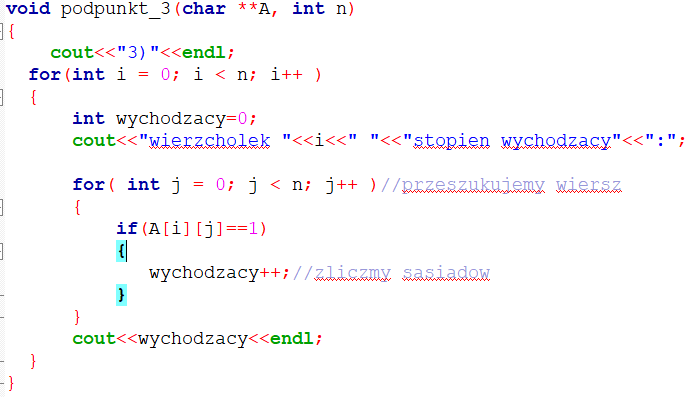 void podpunkt_3(char **A, int n)
{
    cout<<"3)"<<endl;
  for(int i = 0; i < n; i++ )
  {
      int wychodzacy=0;
      cout<<"wierzcholek "<<i<<" "<<"stopien wychodzacy"<<":";

      for( int j = 0; j < n; j++ )//przeszukujemy wiersz
      {
          if(A[i][j]==1)
          {
             wychodzacy++;//zliczmy sasiadow
          }
      }
      cout<<wychodzacy<<endl;
  }
}